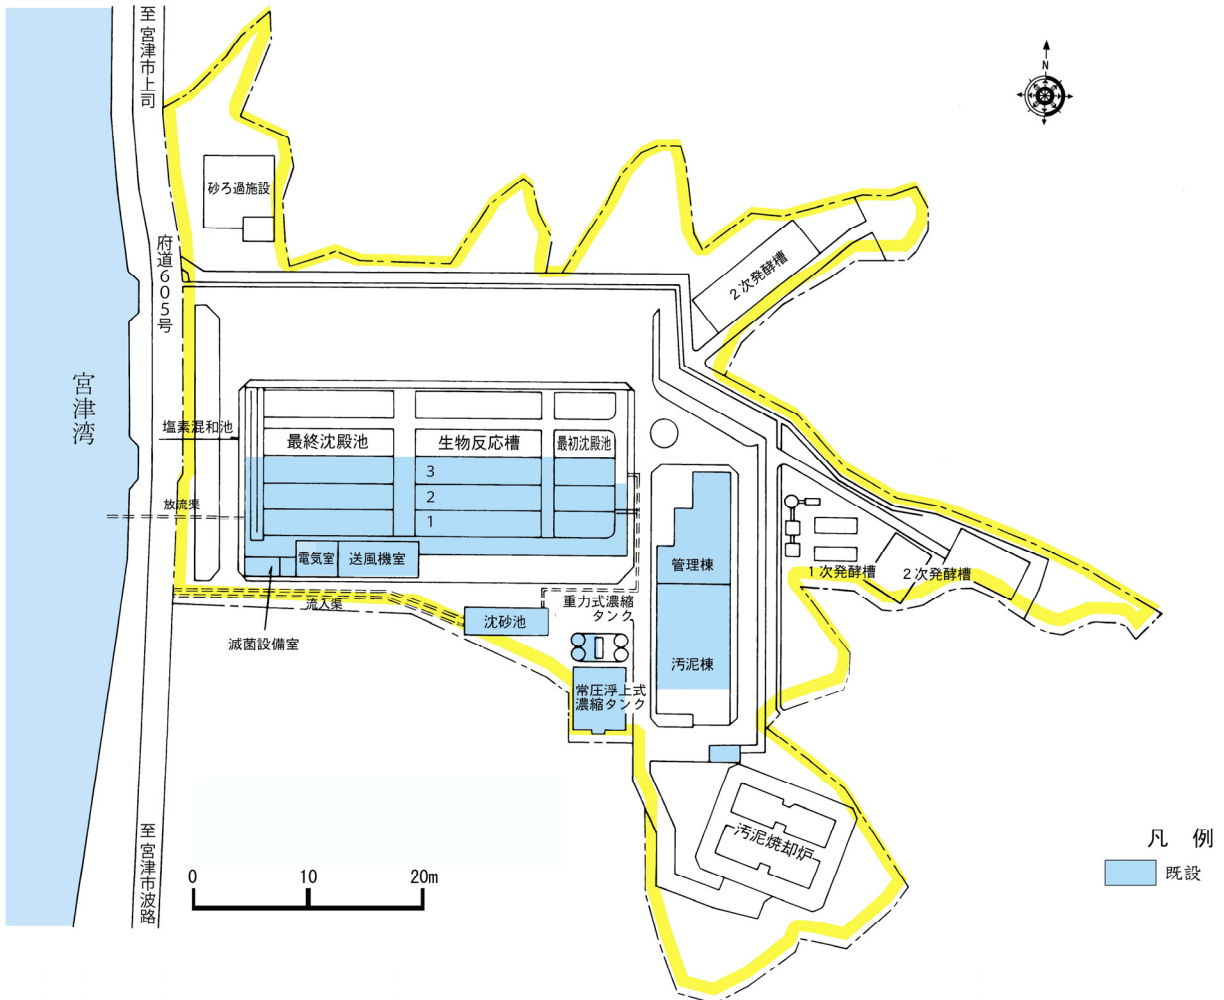 至 宮津市上司
N
砂ろ過施設
府道605号
2次発酵槽
宮津湾
塩素混和池
最終沈殿池
生物反応槽
最初沈殿池
3
2
1
放流渠
電気室
送風機室
管理棟
1次発酵槽
2次発酵槽
流入渠
重力式濃縮
タンク
沈砂池
滅菌設備室
汚泥棟
常圧浮上式
濃縮タンク
汚泥焼却炉
至 宮津市波路
0
10
20m
凡 例
既設